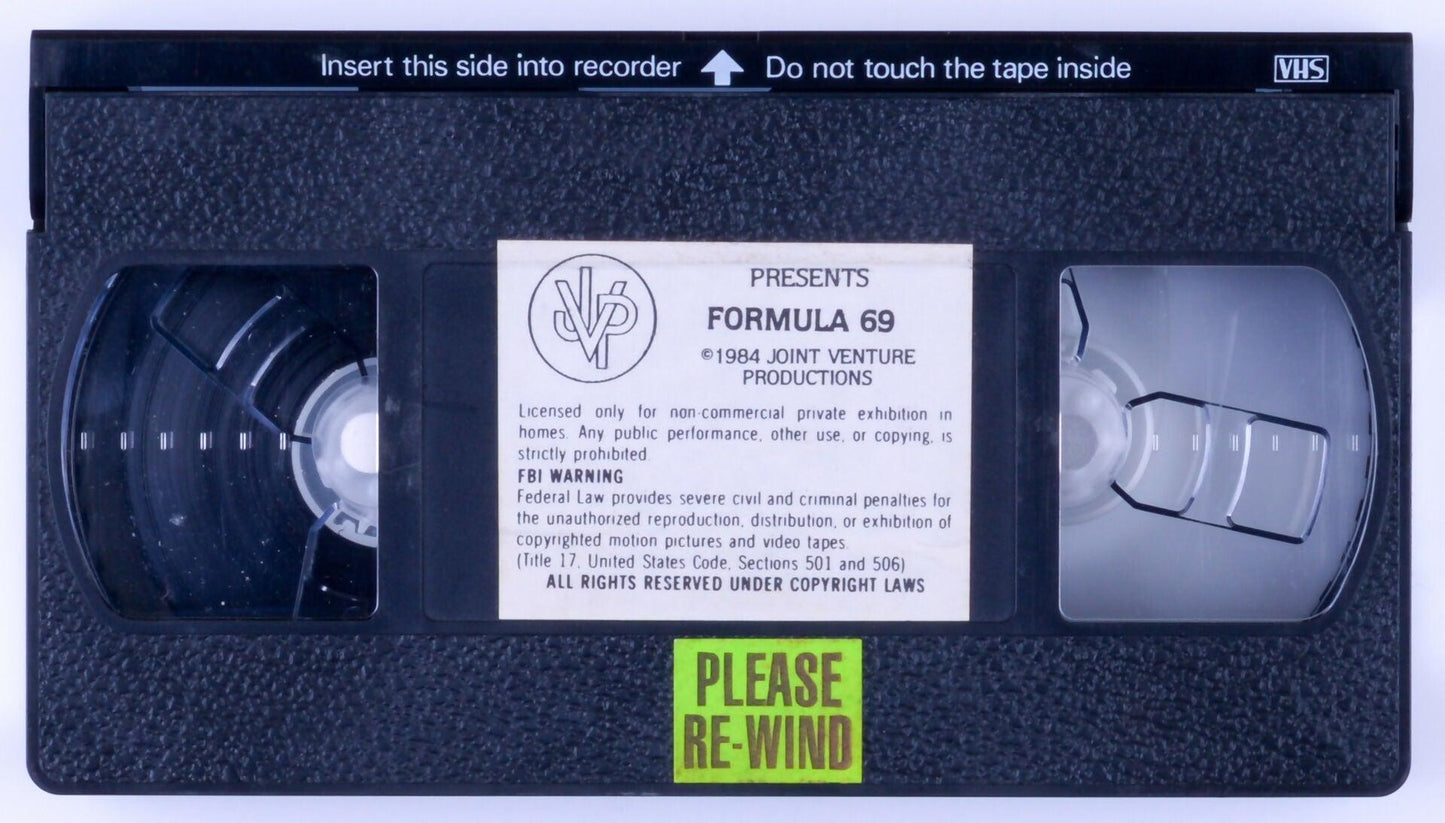 Insert this side into recorder Do not touch the tape inside VHS
JVP
PRESENTS
FORMULA 69
©1984 JOINT VENTURE
PRODUCTIONS
Licensed only for non-commercial private exhibition in
homes. Any public performance, other use, or copying, is
strictly prohibited.
FBI WARNING
Federal Law provides severe civil and criminal penalties for
the unauthorized reproduction, distribution, or exhibition of
copyrighted motion pictures and video tapes.
(Title 17, United States Code, Sections 501 and 506)
ALL RIGHTS RESERVED UNDER COPYRIGHT LAWS
PLEASE
RE-WIND